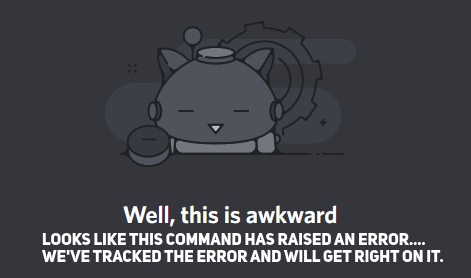 Well, this is awkward
LOOKS LIKE THIS COMMAND HAS RAISED AN ERROR....
WE'VE TRACKED THE ERROR AND WILL GET RIGHT ON IT.